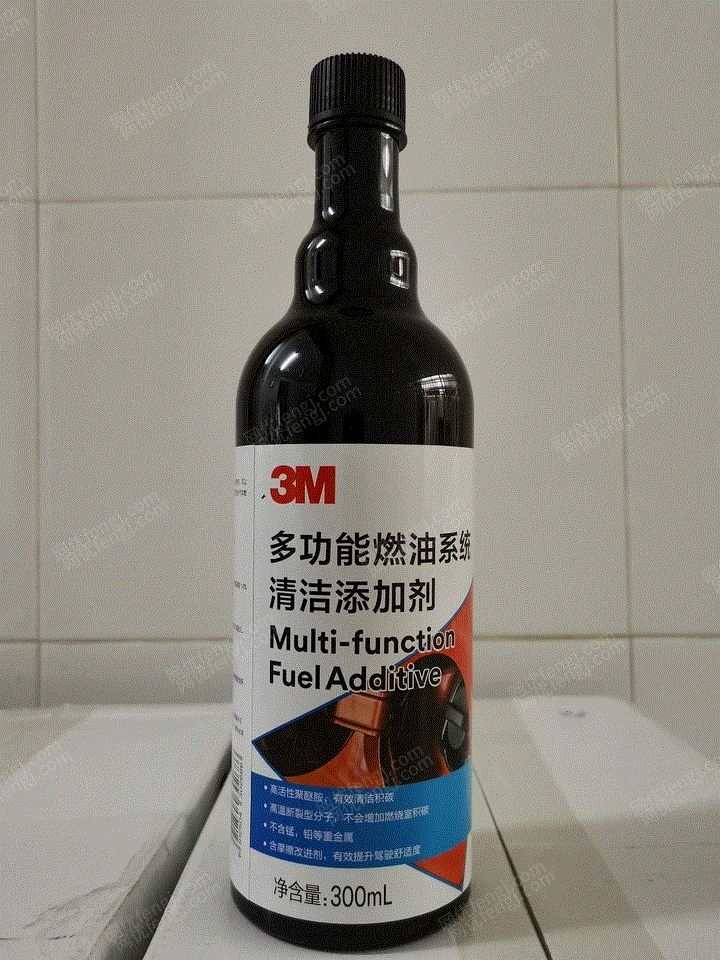 3M
多功能燃油系统
清洁添加剂
Multi-function
Fuel Additive
• 高活性聚醚胺，有效清洁积碳
• 高温断裂型分子，不会增加燃烧室积碳
• 不含锰，铅等重金属
• 含摩擦改进剂，有效提升驾驶舒适度
净含量:300mL